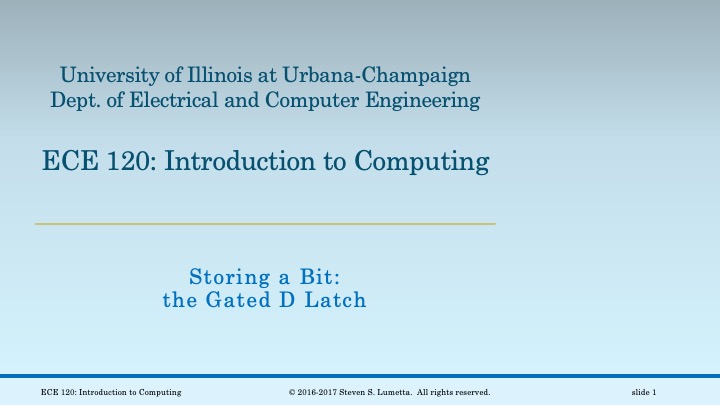 University of Illinois at Urbana-Champaign
Dept. of Electrical and Computer Engineering
ECE 120: Introduction to Computing
Storing a Bit:
the Gated D Latch
ECE 120: Introduction to Computing © 2016-2017 Steven S. Lumetta. All rights reserved. slide 1